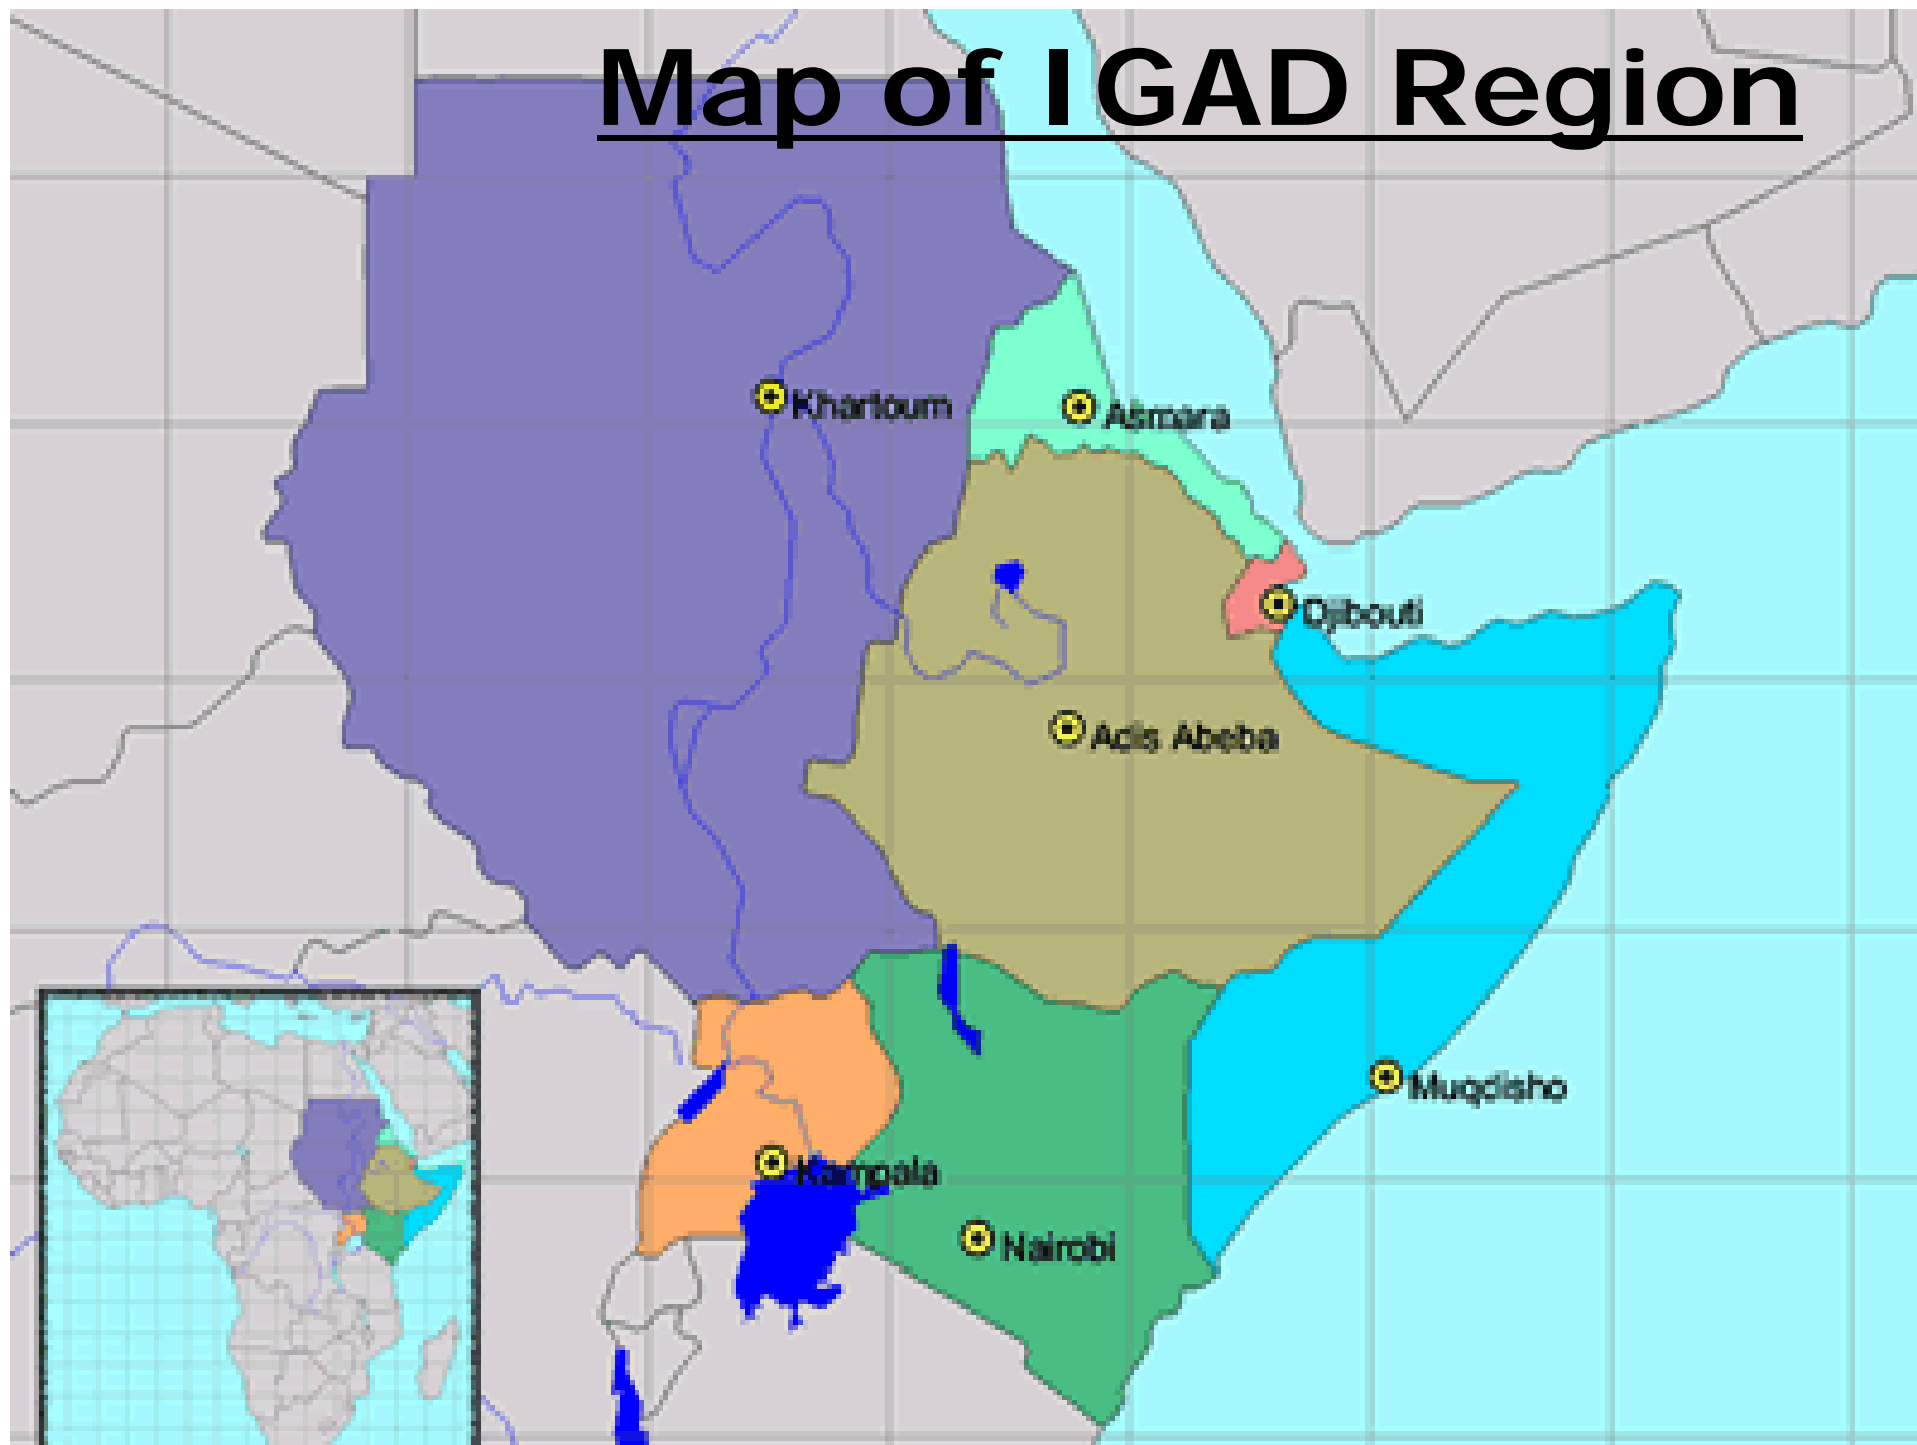 Map of IGAD Region
Khartoum
Asmara
Djibouti
Adis Abeba
Muqdisho
Kampala
Nairobi